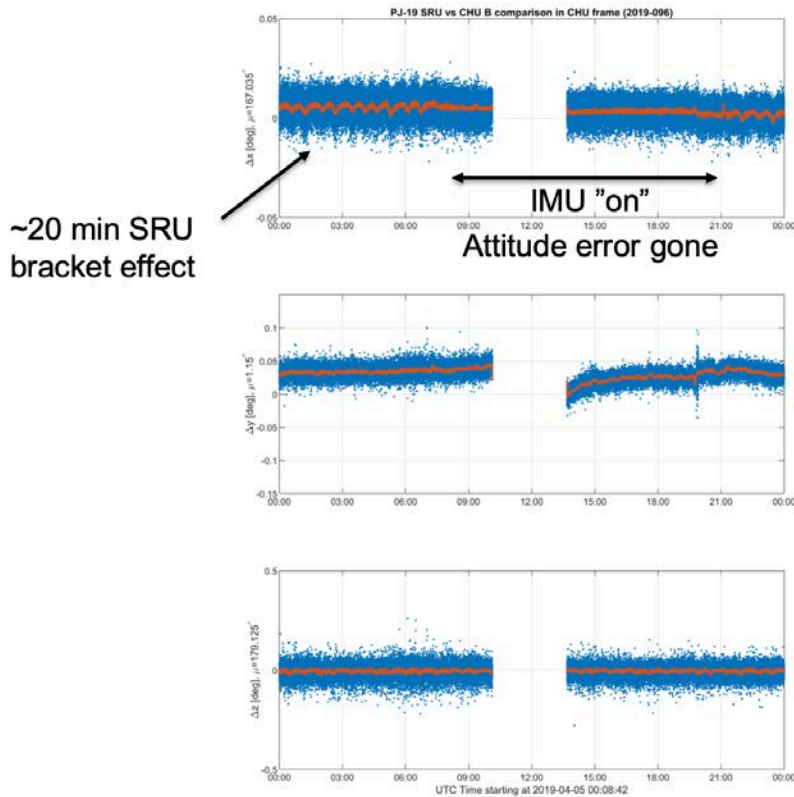 PJ-19 SRU vs CHU B comparison in CHU frame (2019-096)
0.05
0
-0.05
Δx [deg], μ=167.035°
00:00 03:00 06:00 09:00 12:00 15:00 18:00 21:00 00:00
~20 min SRU
bracket effect
IMU ”on”
Attitude error gone
0.1
0.05
0
-0.05
-0.1
-0.15
Δy [deg], μ=1.15°
00:00 03:00 06:00 09:00 12:00 15:00 18:00 21:00 00:00
0.5
0
-0.5
Δz [deg], μ=179.125°
00:00 03:00 06:00 09:00 12:00 15:00 18:00 21:00 00:00
UTC Time starting at 2019-04-05 00:08:42